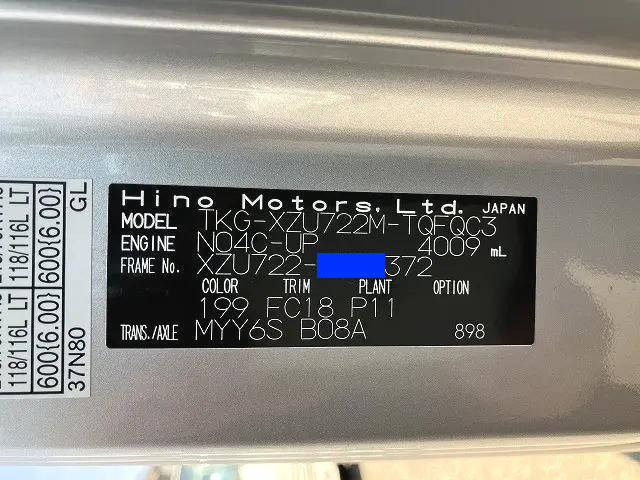 Hino Motors, Ltd. JAPAN
MODEL TKG-XZU722M-TQFQC3
ENGINE N04C-UP 4009 mL
FRAME No. XZU722- 372
COLOR TRIM PLANT OPTION
199 FC18 P11
TRANS./AXLE MYY6S B08A 898
118/116L LT 118/116L LT
600{6.00} 600{6.00}
37N80 GL